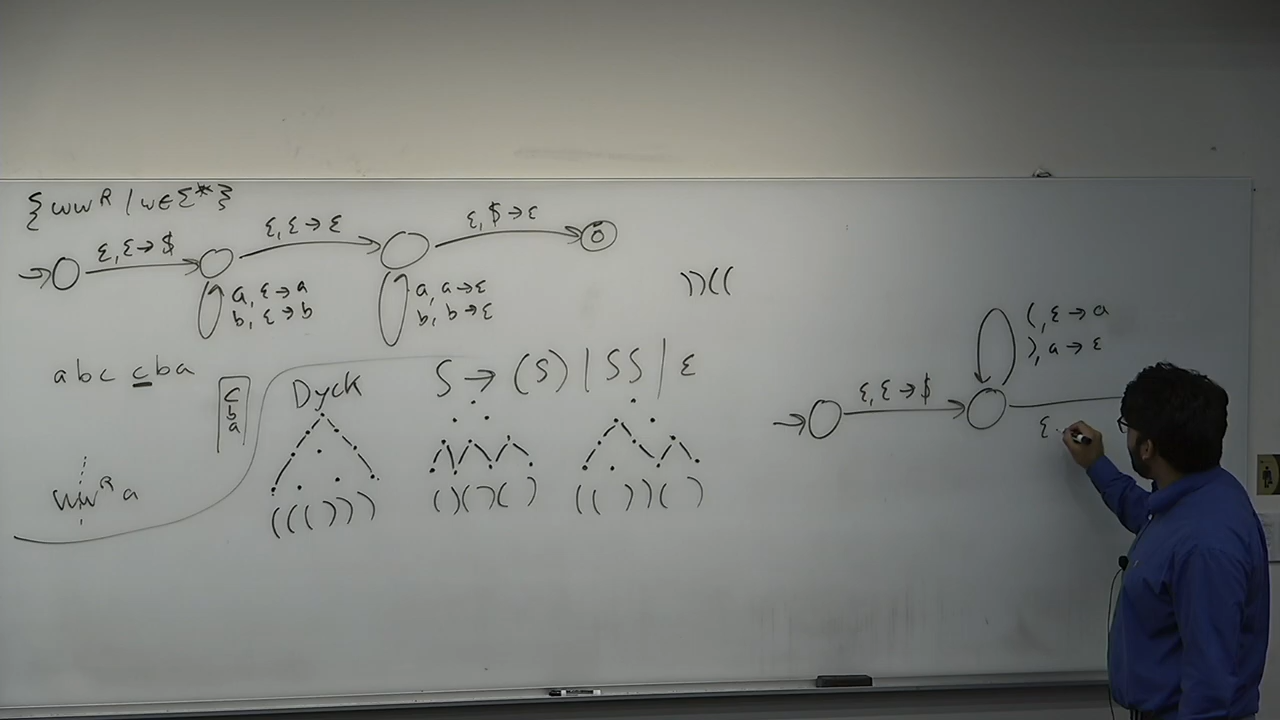 {ww^R | w∈Σ*}
ε, ε→$
ε, ε→ε
ε, $→ε
a, ε→a
b, ε→b
a, a→ε
b, b→ε
))((
abc cba
c
b
a
ww^R a
Dyck
S → (S) | SS | ε
((()))
()()()
(())()
ε, ε→$
(, ε→a
), a→ε
ε,